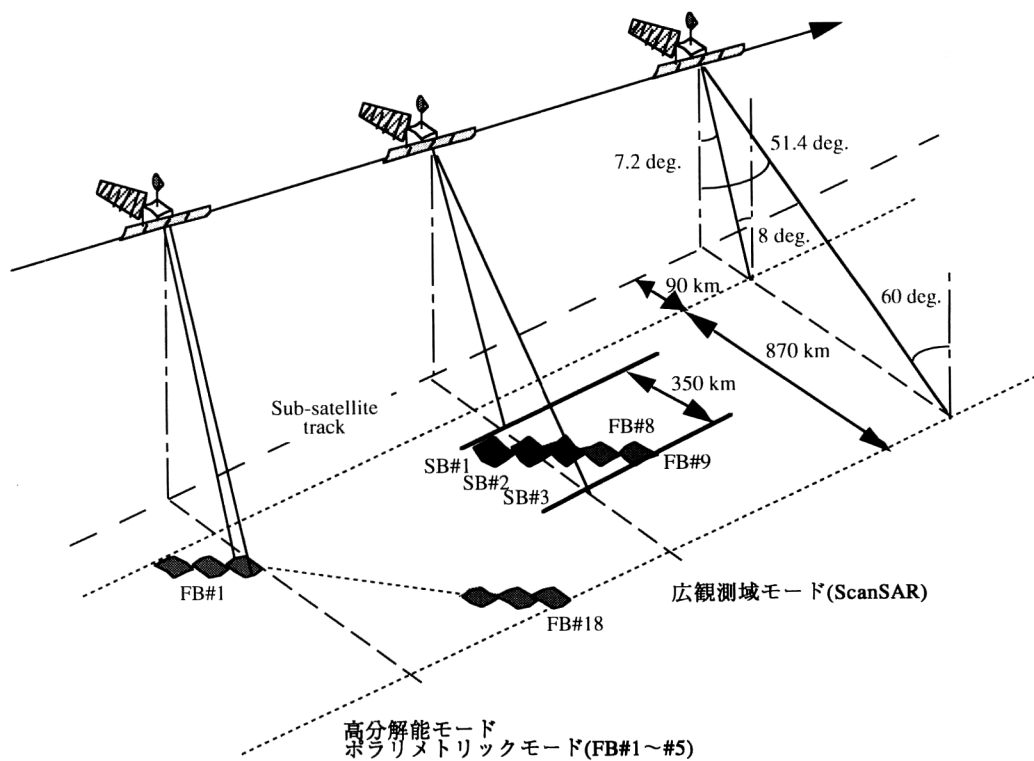 7.2 deg.
51.4 deg.
8 deg.
90 km
60 deg.
870 km
350 km
Sub-satellite
track
FB#8
SB#1
FB#9
SB#2
SB#3
FB#1
広観測域モード(ScanSAR)
FB#18
高分解能モード
ポラリメトリックモード(FB#1～#5)